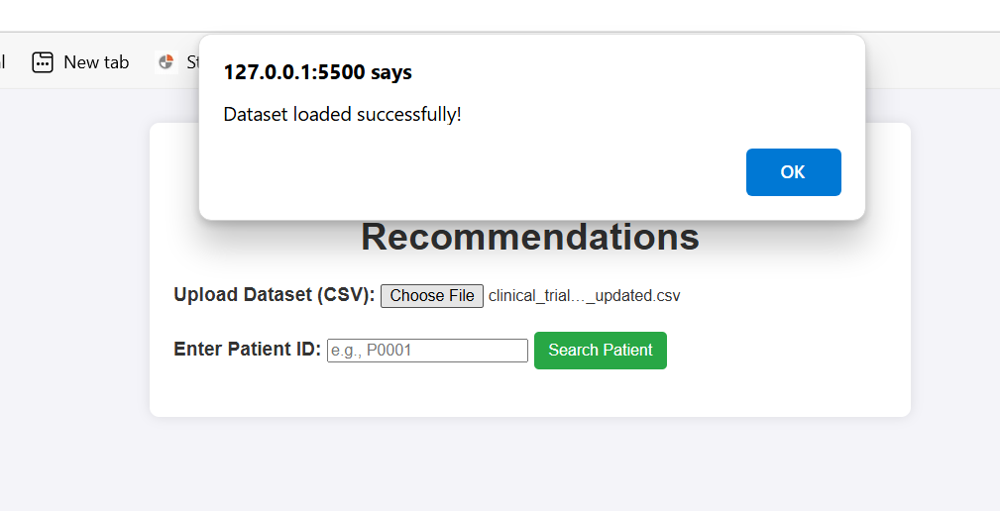 New tab
127.0.0.1:5500 says
Dataset loaded successfully!
OK
Recommendations
Upload Dataset (CSV): Choose File clinical_trial..._updated.csv
Enter Patient ID: e.g., P0001 Search Patient